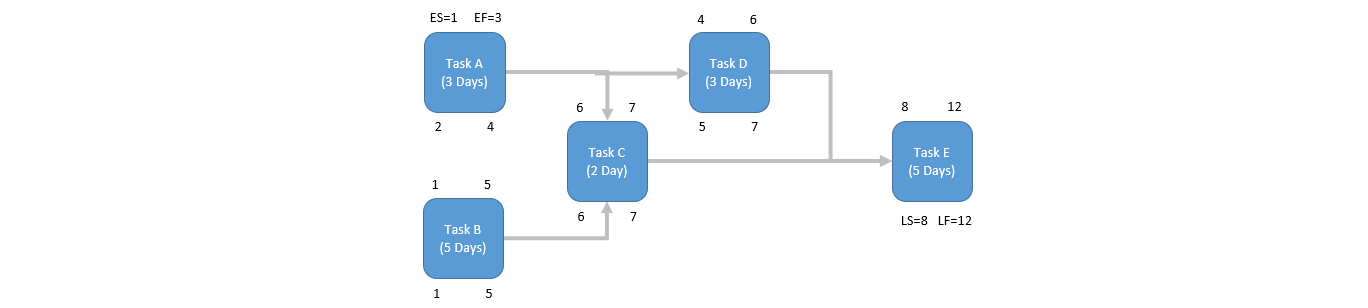 ES=1 EF=3
Task A
(3 Days)
2 4
4 6
Task D
(3 Days)
5 7
6 7
Task C
(2 Day)
6 7
1 5
Task B
(5 Days)
1 5
8 12
Task E
(5 Days)
LS=8 LF=12